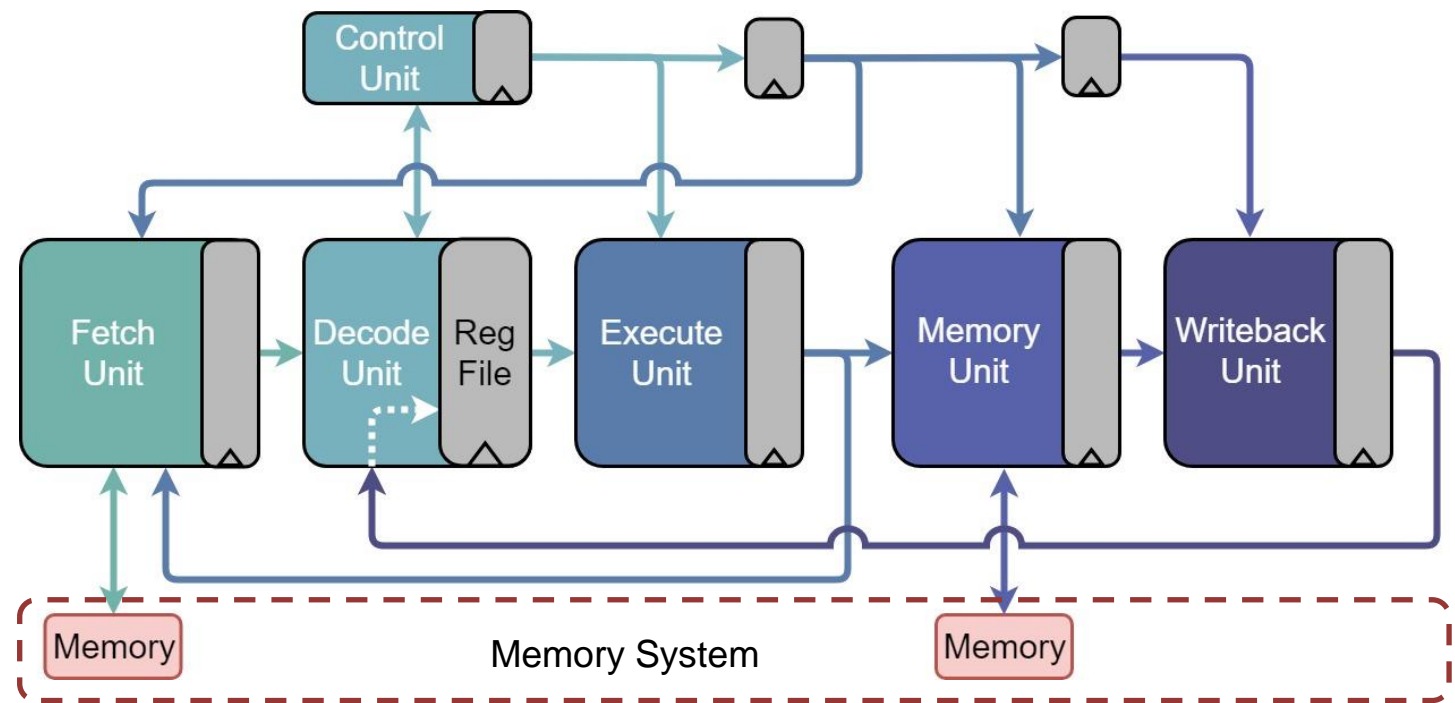 Control
Unit
Fetch
Unit
Decode
Unit
Reg
File
Execute
Unit
Memory
Unit
Writeback
Unit
Memory
Memory System
Memory